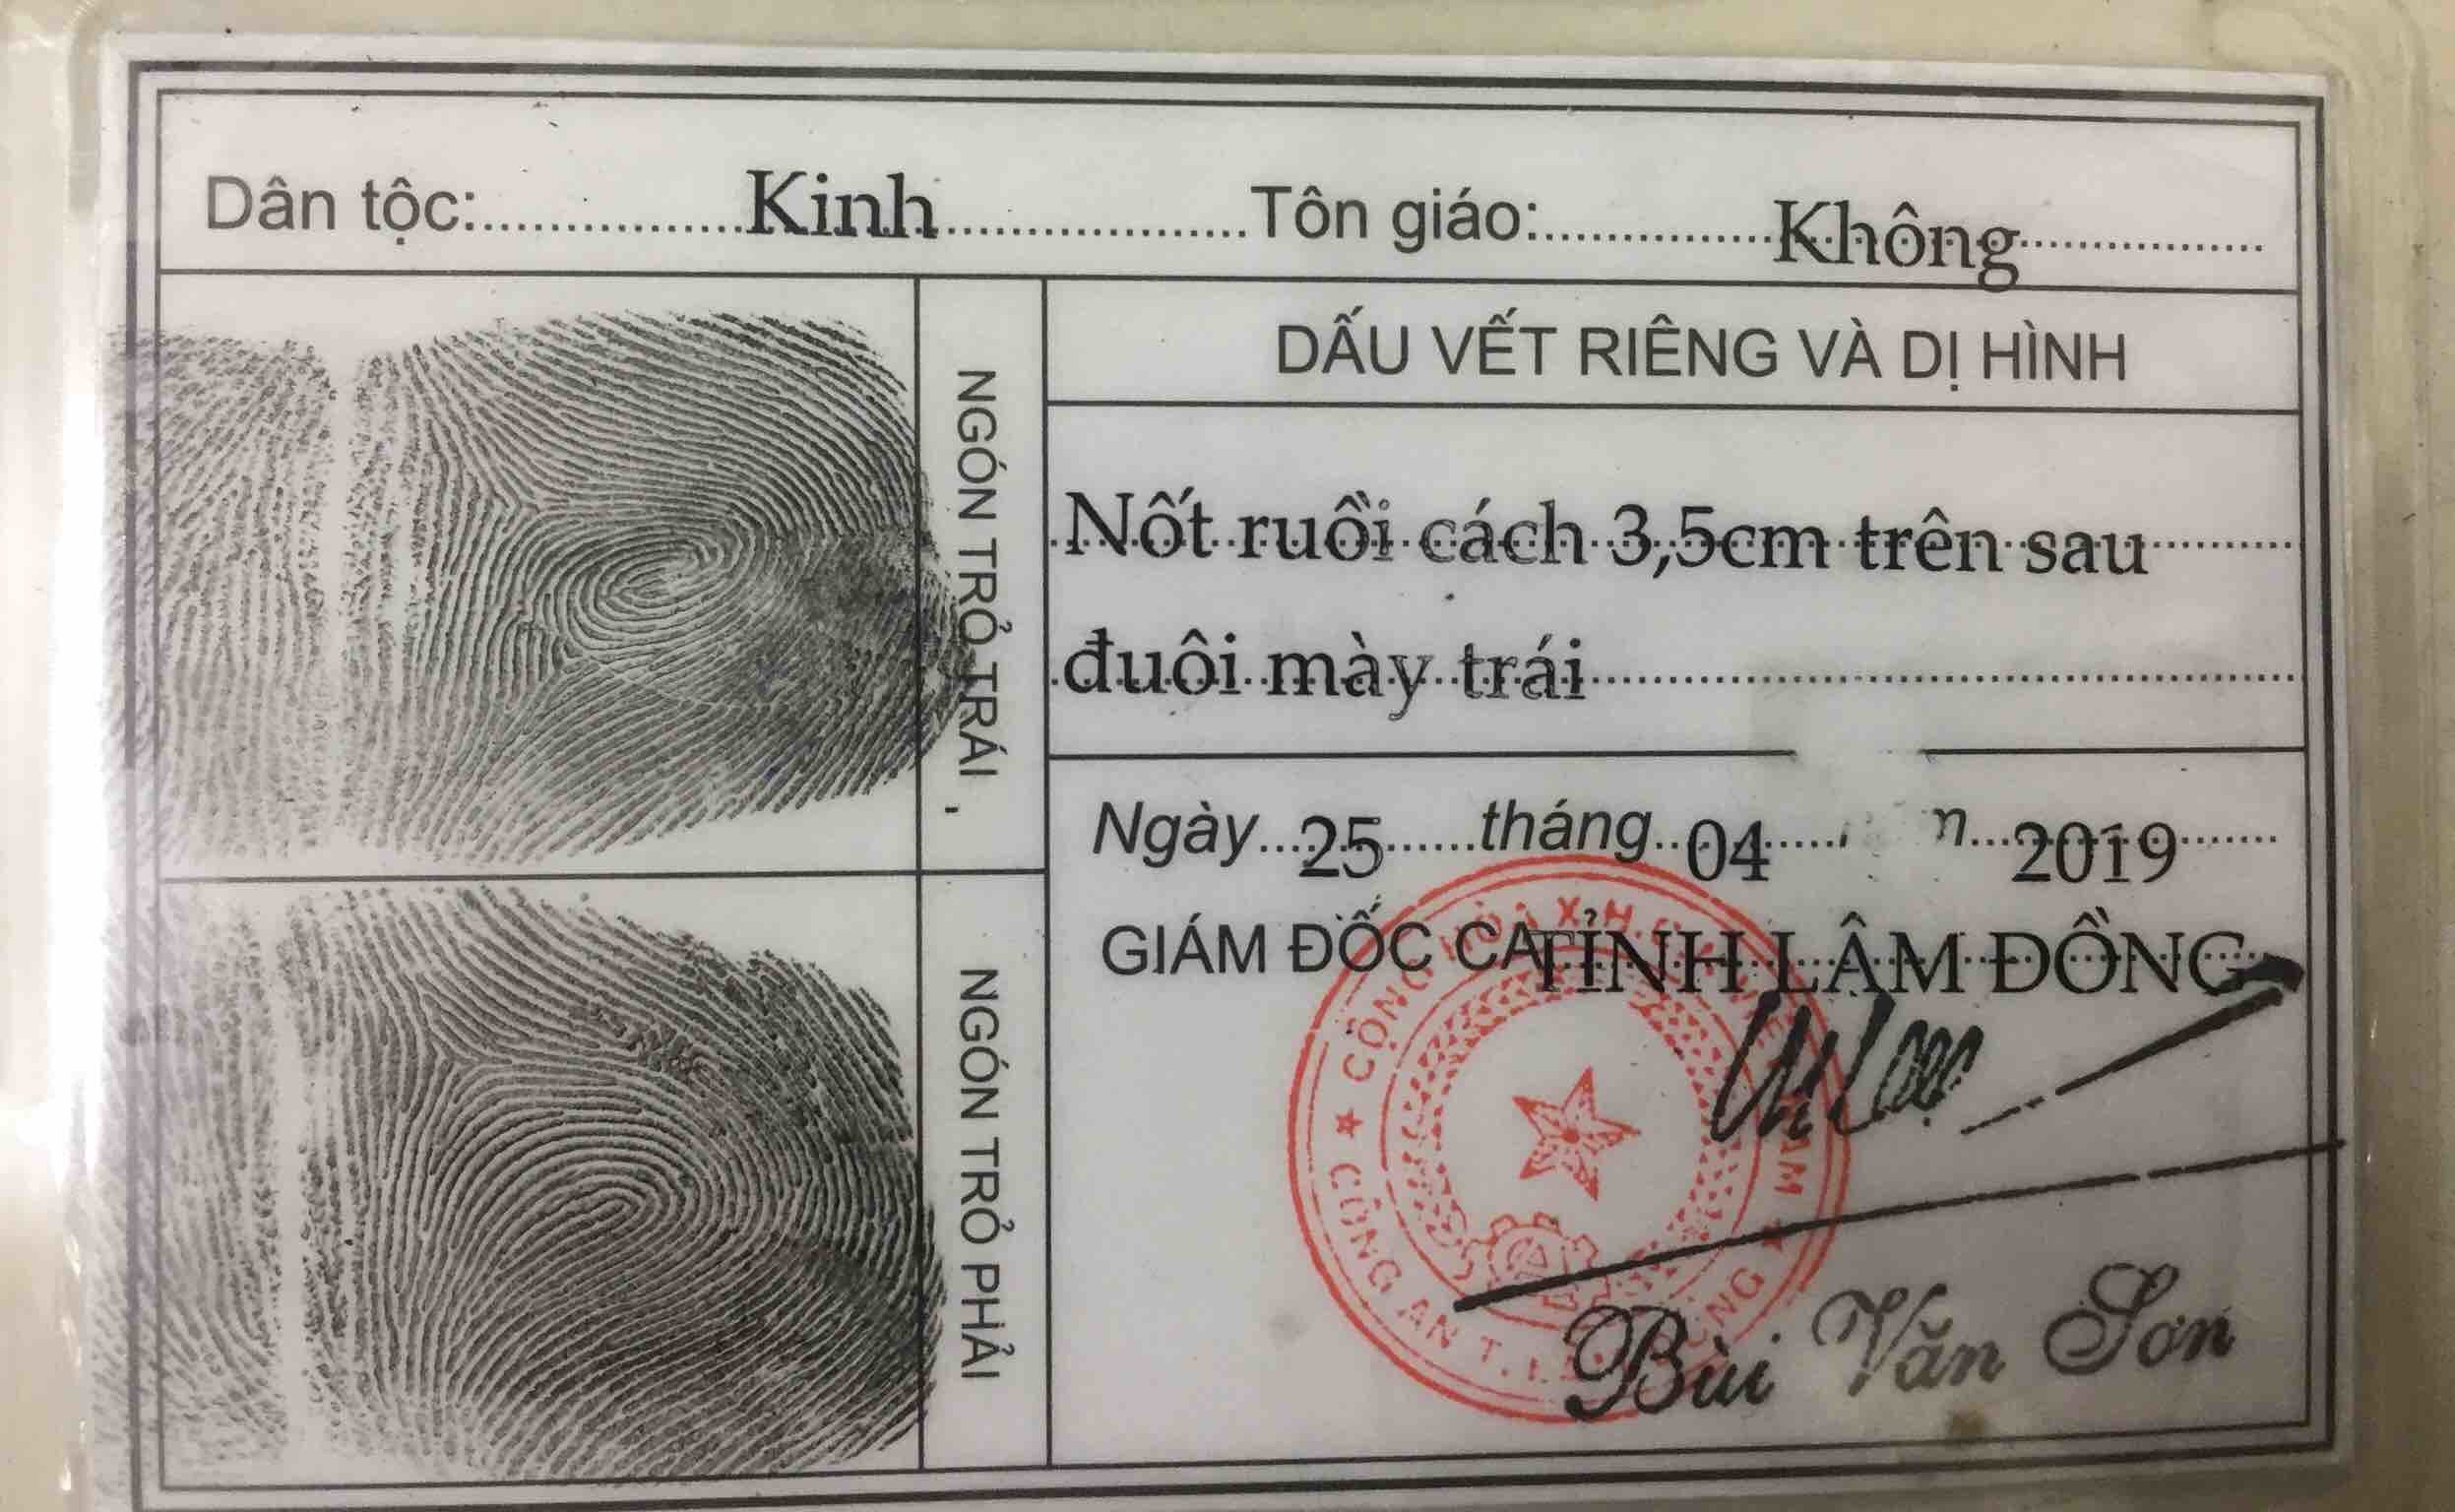 Dân tộc: Kinh Tôn giáo: Không
NGÓN TRỎ TRÁI
DẤU VẾT RIÊNG VÀ DỊ HÌNH
Nốt ruồi cách 3,5cm trên sau
đuôi mày trái
Ngày 25 tháng 04 2019
GIÁM ĐỐC CA TỈNH LÂM ĐỒNG
NGÓN TRỎ PHẢI
CÔNG AN T.
Bùi Văn Sơn